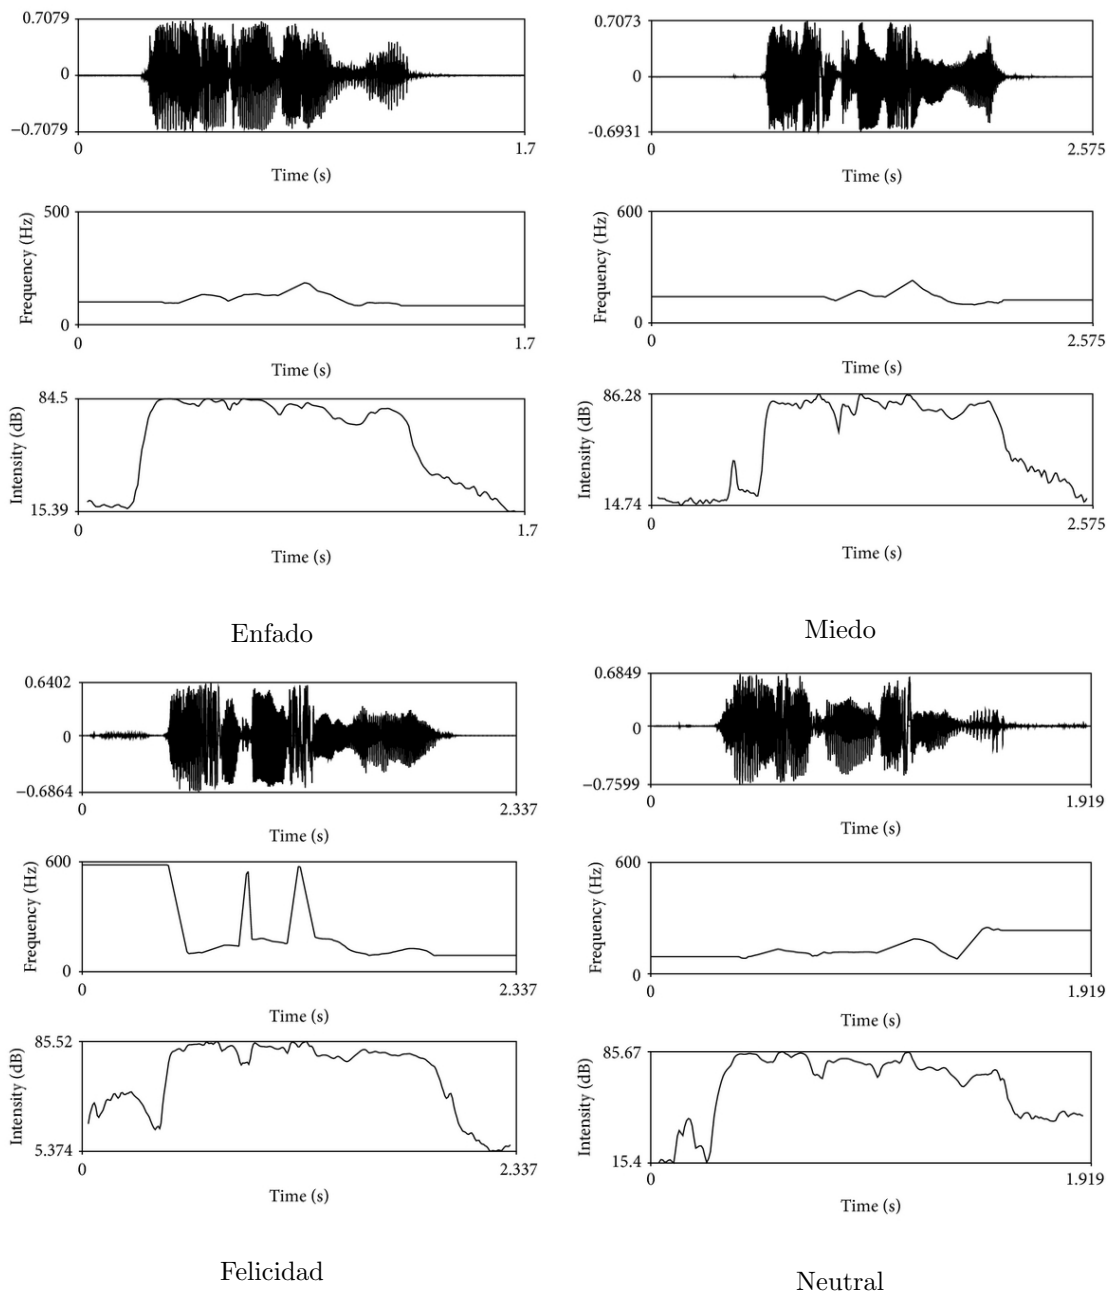 0.7079
0
−0.7079
0
1.7
Time (s)
500
Frequency (Hz)
0
0
1.7
Time (s)
84.5
Intensity (dB)
15.39
0
1.7
Time (s)
Enfado
0.7073
0
-0.6931
0
2.575
Time (s)
600
Frequency (Hz)
0
0
2.575
Time (s)
86.28
Intensity (dB)
14.74
0
2.575
Time (s)
Miedo
0.6402
0
−0.6864
0
2.337
Time (s)
600
Frequency (Hz)
0
0
2.337
Time (s)
85.52
Intensity (dB)
5.374
0
2.337
Time (s)
Felicidad
0.6849
0
−0.7599
0
1.919
Time (s)
600
Frequency (Hz)
0
0
1.919
Time (s)
85.67
Intensity (dB)
15.4
0
1.919
Time (s)
Neutral